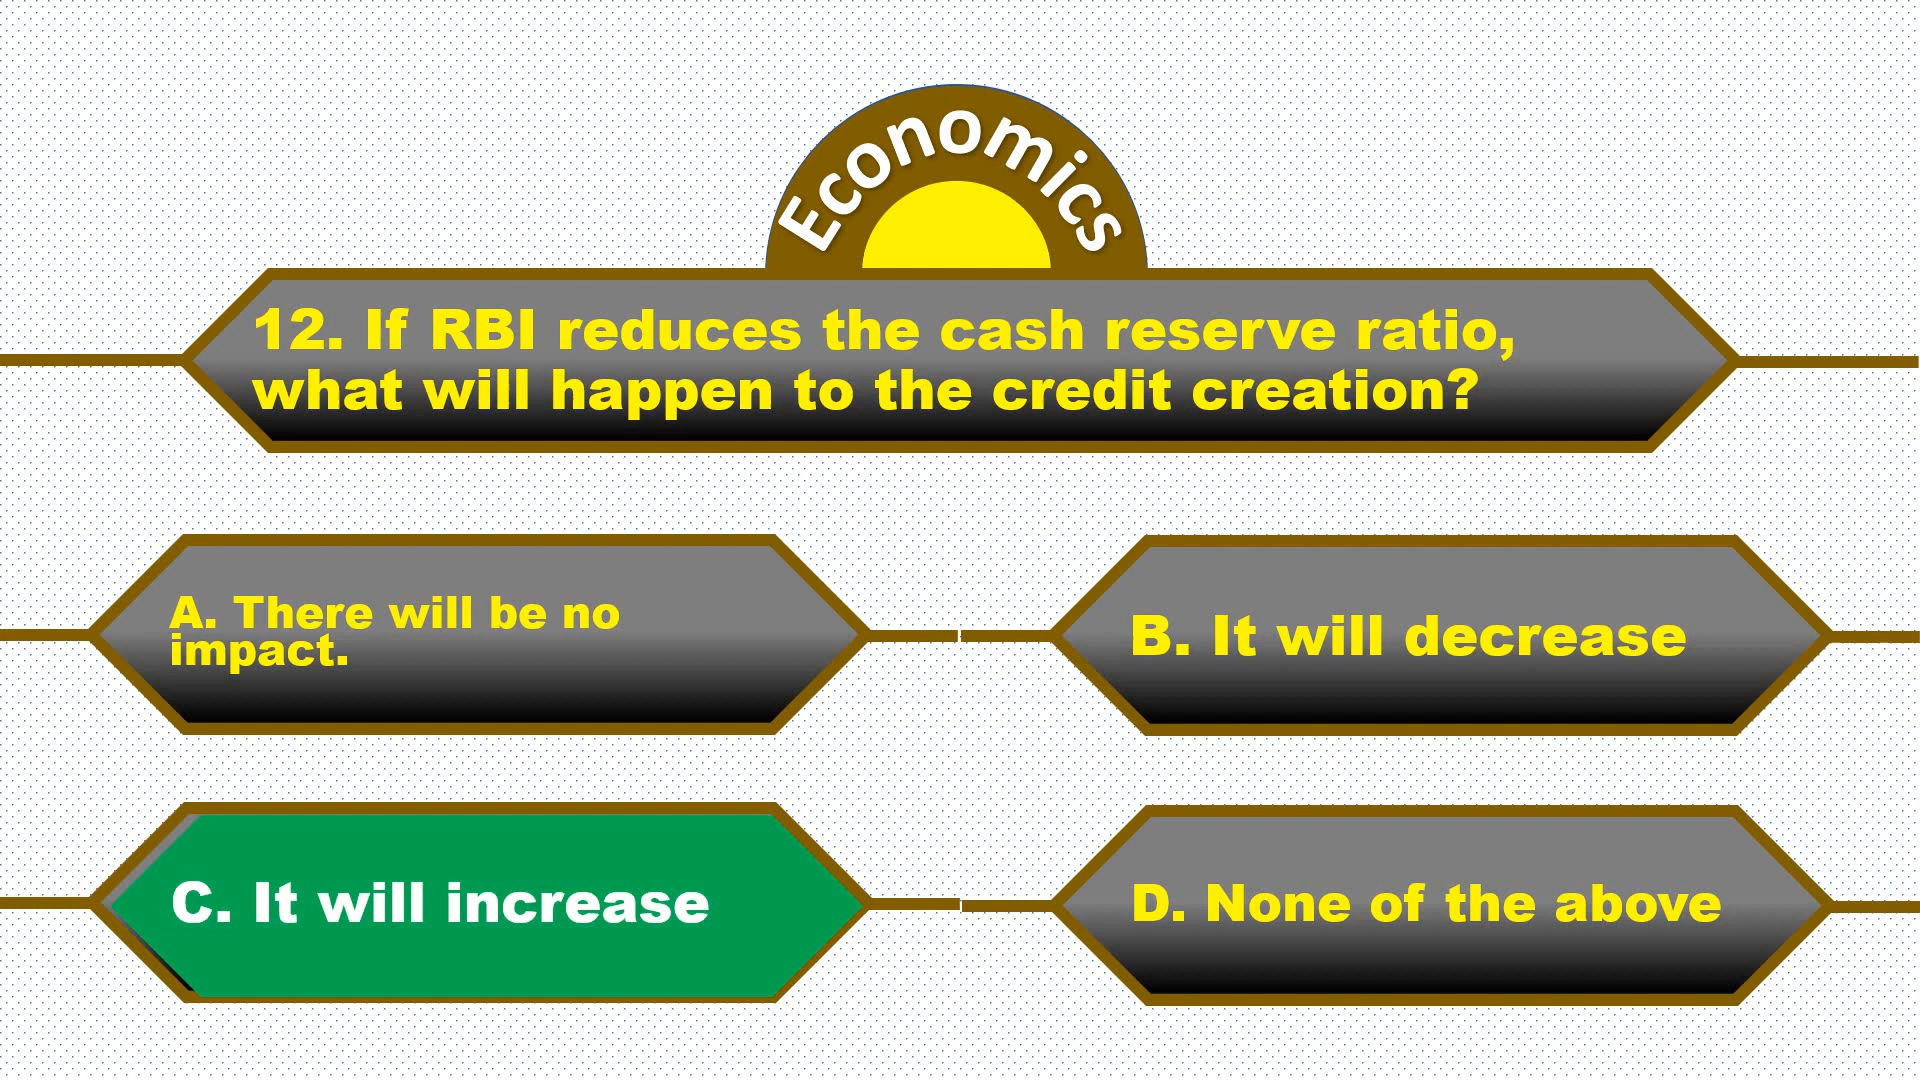 Economics
12. If RBI reduces the cash reserve ratio,
what will happen to the credit creation?
A. There will be no
impact.
B. It will decrease
C. It will increase
D. None of the above